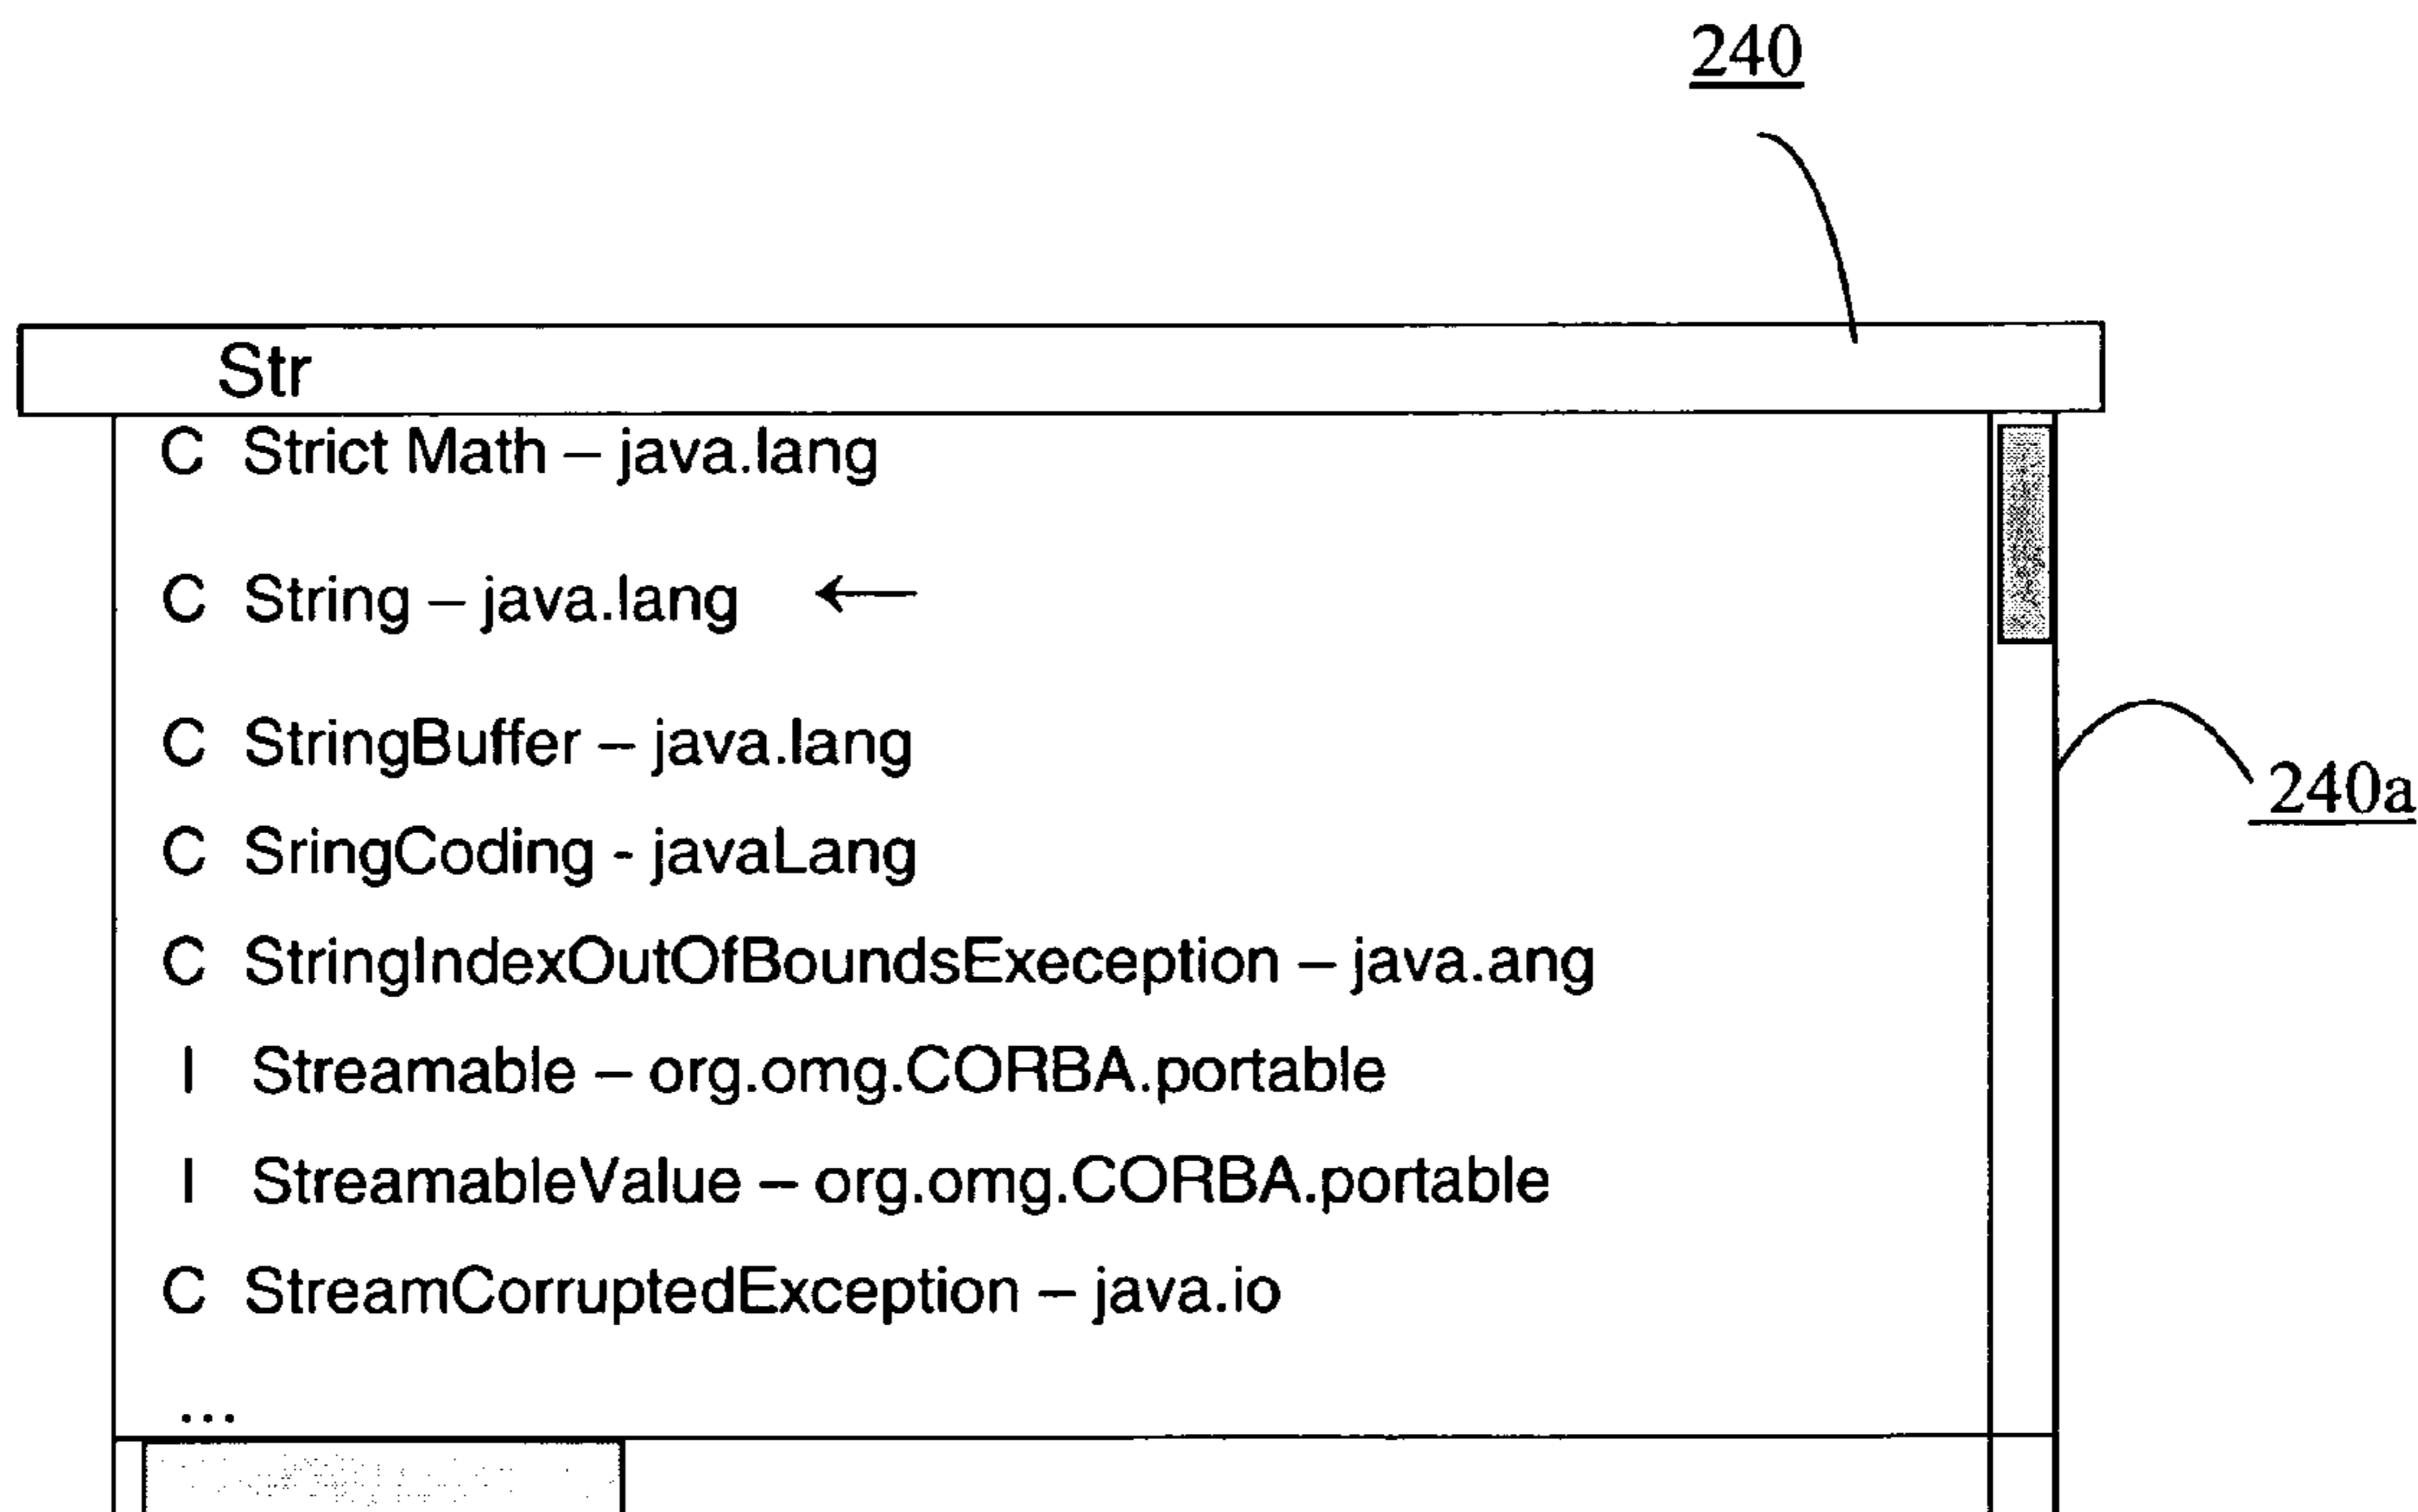 240
Str
C Strict Math – java.lang
C String – java.lang ←
C StringBuffer – java.lang
240a
C SringCoding - javaLang
C StringIndexOutOfBoundsExeception – java.ang
I Streamable – org.omg.CORBA.portable
I StreamableValue – org.omg.CORBA.portable
C StreamCorruptedException – java.io
...